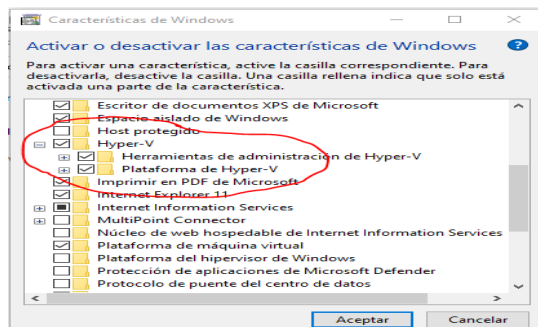 Características de Windows
Activar o desactivar las características de Windows
Para activar una característica, active la casilla correspondiente. Para
desactivarla, desactive la casilla. Una casilla rellena indica que solo está
activada una parte de la característica.
Escritor de documentos XPS de Microsoft
Espacio aislado de Windows
Host protegido
Hyper-V
Herramientas de administración de Hyper-V
Plataforma de Hyper-V
Imprimir en PDF de Microsoft
Internet Explorer 11
Internet Information Services
MultiPoint Connector
Núcleo de web hospedable de Internet Information Services
Plataforma de máquina virtual
Plataforma del hipervisor de Windows
Protección de aplicaciones de Microsoft Defender
Protocolo de puente del centro de datos
Aceptar Cancelar